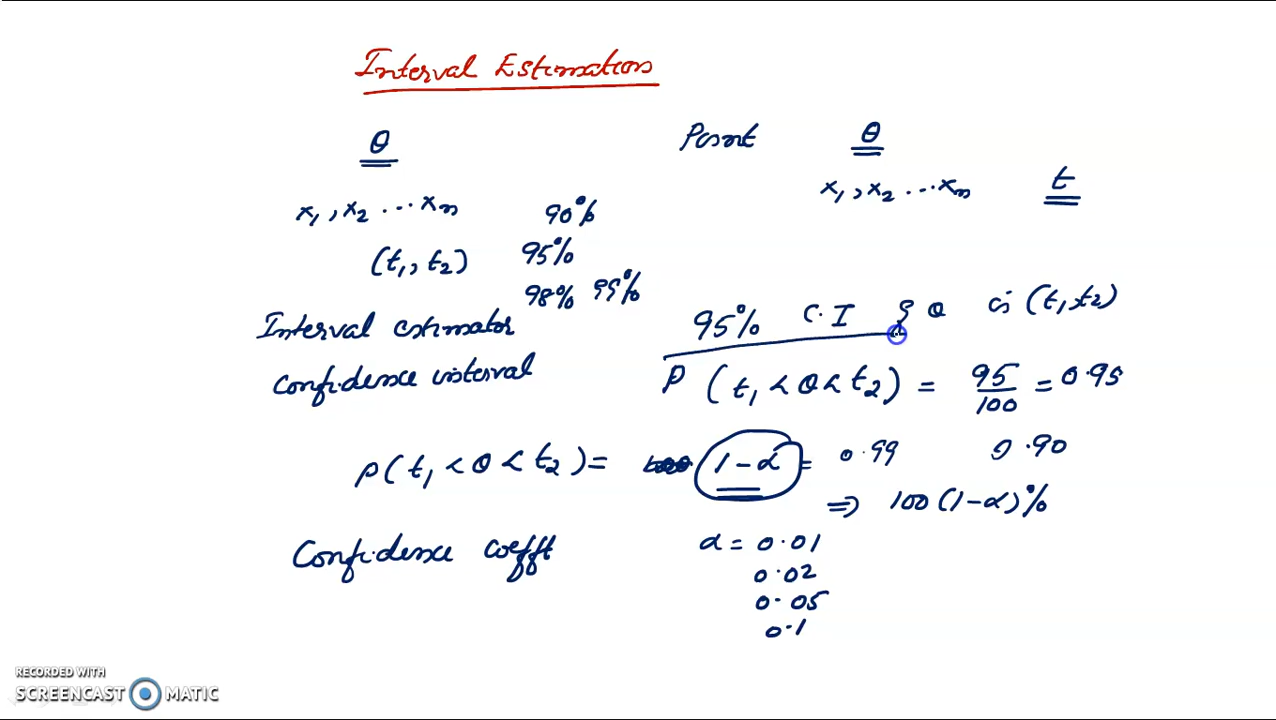 Interval Estimation
θ
Point θ
x₁, x₂ ... xₙ 90%
x₁, x₂ ... xₙ t
(t₁, t₂) 95%
98% 99%
Interval estimator
95% C.I of θ is (t₁, t₂)
Confidence interval
P (t₁ < θ < t₂) = 95/100 = 0.95
P(t₁ < θ < t₂) = (1-α) = 0.99 0.90
⇒ 100(1-α)%
Confidence coefft
α = 0.01
0.02
0.05
0.1
RECORDED WITH
SCREENCAST MATIC